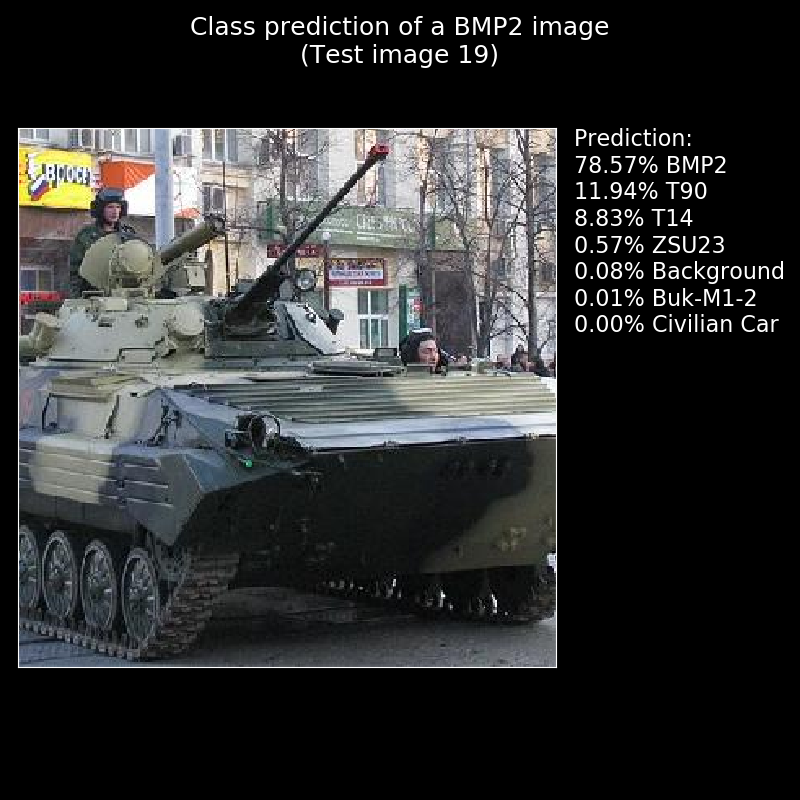 Class prediction of a BMP2 image
(Test image 19)
Prediction:
78.57% BMP2
11.94% T90
8.83% T14
0.57% ZSU23
0.08% Background
0.01% Buk-M1-2
0.00% Civilian Car